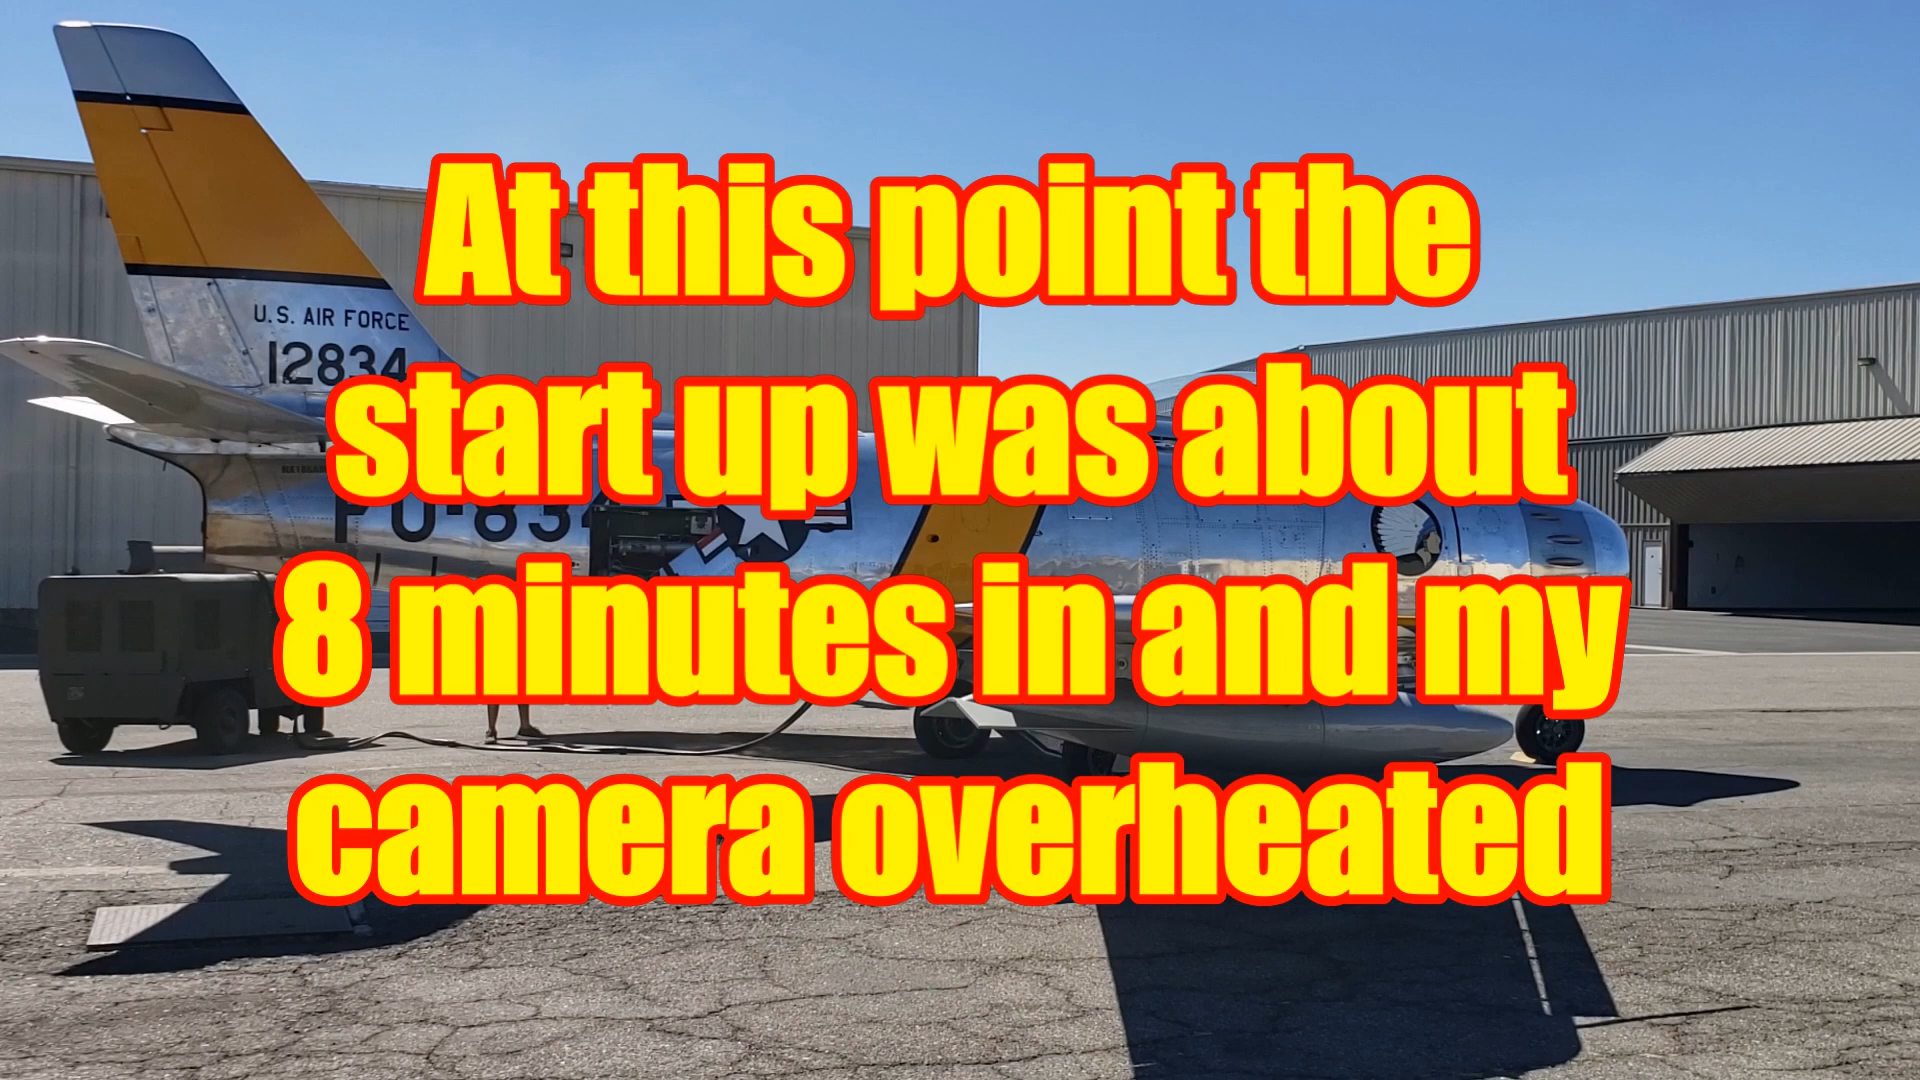 At this point the
start up was about
8 minutes in and my
camera overheated
U.S. AIR FORCE
12834